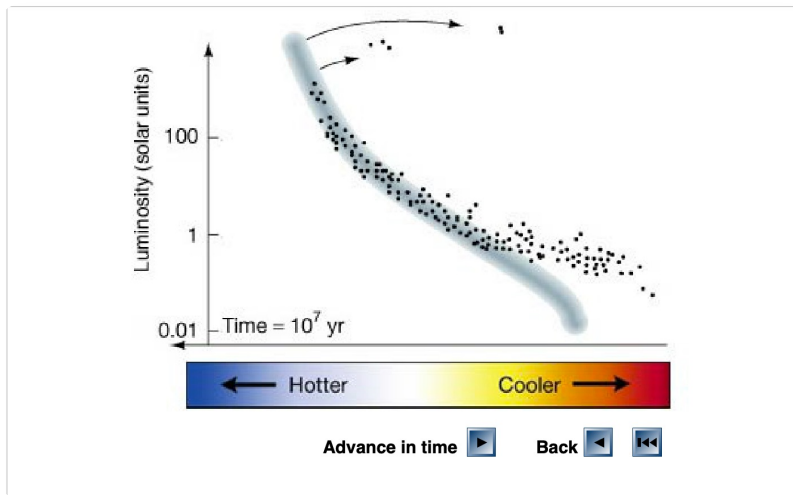 Luminosity (solar units)
100
1
0.01
Time = 10⁷ yr
Hotter
Cooler
Advance in time
Back